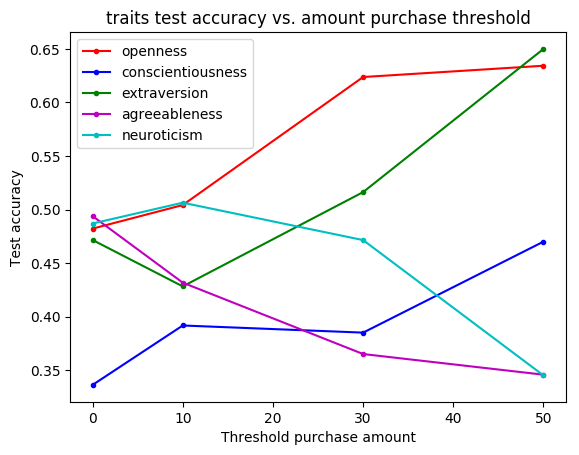 traits test accuracy vs. amount purchase threshold
openness
conscientiousness
extraversion
agreeableness
neuroticism
Test accuracy
0.65
0.60
0.55
0.50
0.45
0.40
0.35
0 10 20 30 40 50
Threshold purchase amount